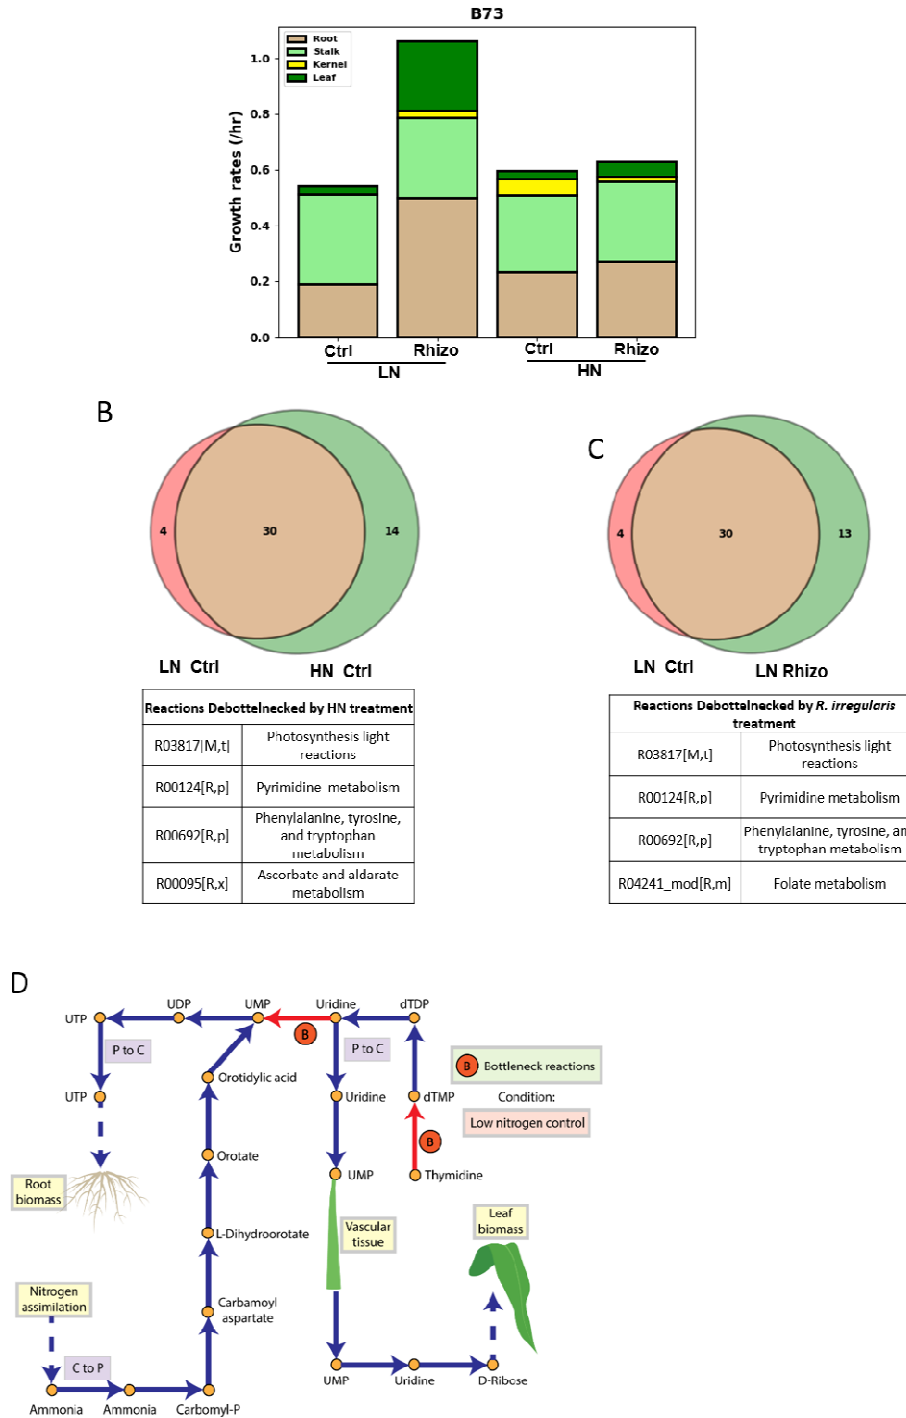 B73
Root
Stalk
Kernel
Leaf
Growth rates (/hr)
1.0
0.8
0.6
0.4
0.2
0.0
Ctrl
Rhizo
Ctrl
Rhizo
LN
HN
B
4
30
14
LN Ctrl
HN Ctrl
Reactions Debottelnecked by HN treatment
R03817[M,t]
Photosynthesis light
reactions
R00124[R,p]
Pyrimidine metabolism
R00692[R,p]
Phenylalanine, tyrosine,
and tryptophan
metabolism
R00095[R,x]
Ascorbate and aldarate
metabolism
C
4
30
13
LN Ctrl
LN Rhizo
Reactions Debottelnecked by R. irregularis
treatment
R03817[M,t]
Photosynthesis light
reactions
R00124[R,p]
Pyrimidine metabolism
R00692[R,p]
Phenylalanine, tyrosine, an
tryptophan metabolism
R04241_mod[R,m]
Folate metabolism
D
UTP
UDP
UMP
Uridine
dTDP
B
P to C
P to C
B Bottleneck reactions
UTP
Orotidylic acid
Uridine
dTMP
Condition:
Low nitrogen control
B
Orotate
UMP
Thymidine
Root
biomass
Vascular
tissue
Leaf
biomass
L-Dihydroorotate
Nitrogen
assimilation
Carbamoyl
aspartate
C to P
UMP
Uridine
D-Ribose
Ammonia
Ammonia
Carbomyl-P